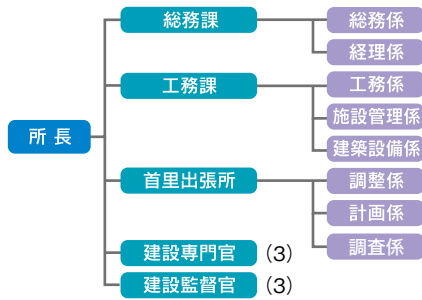 所長
総務課
総務係
経理係
工務課
工務係
施設管理係
建築設備係
首里出張所
調整係
計画係
調査係
建設専門官 (3)
建設監督官 (3)